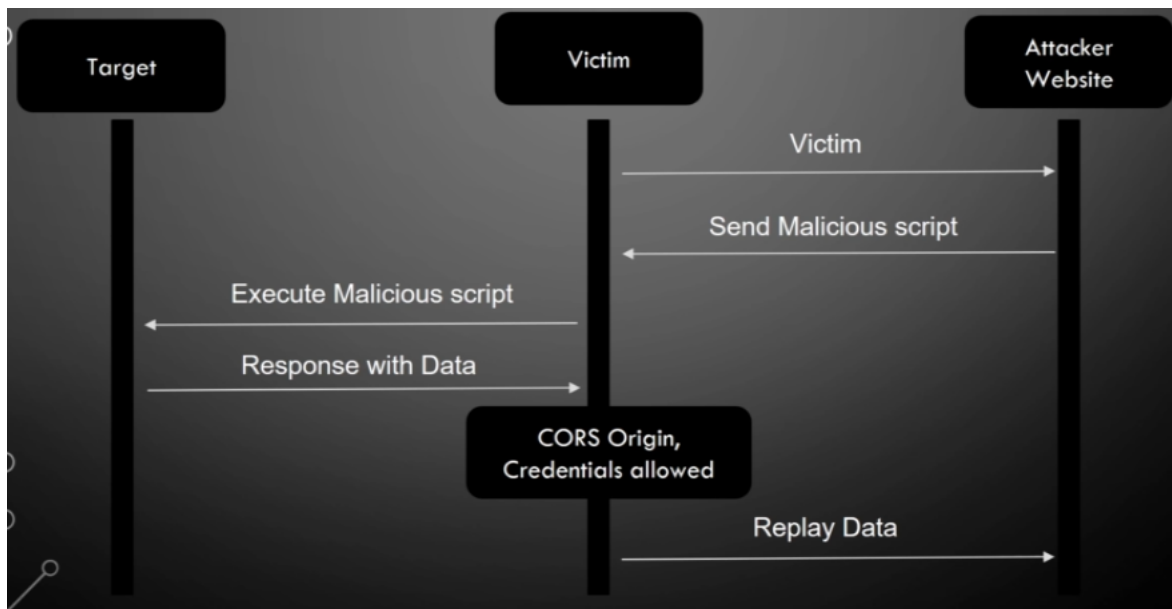 Target
Victim
Attacker
Website
Victim
Send Malicious script
Execute Malicious script
Response with Data
CORS Origin,
Credentials allowed
Replay Data